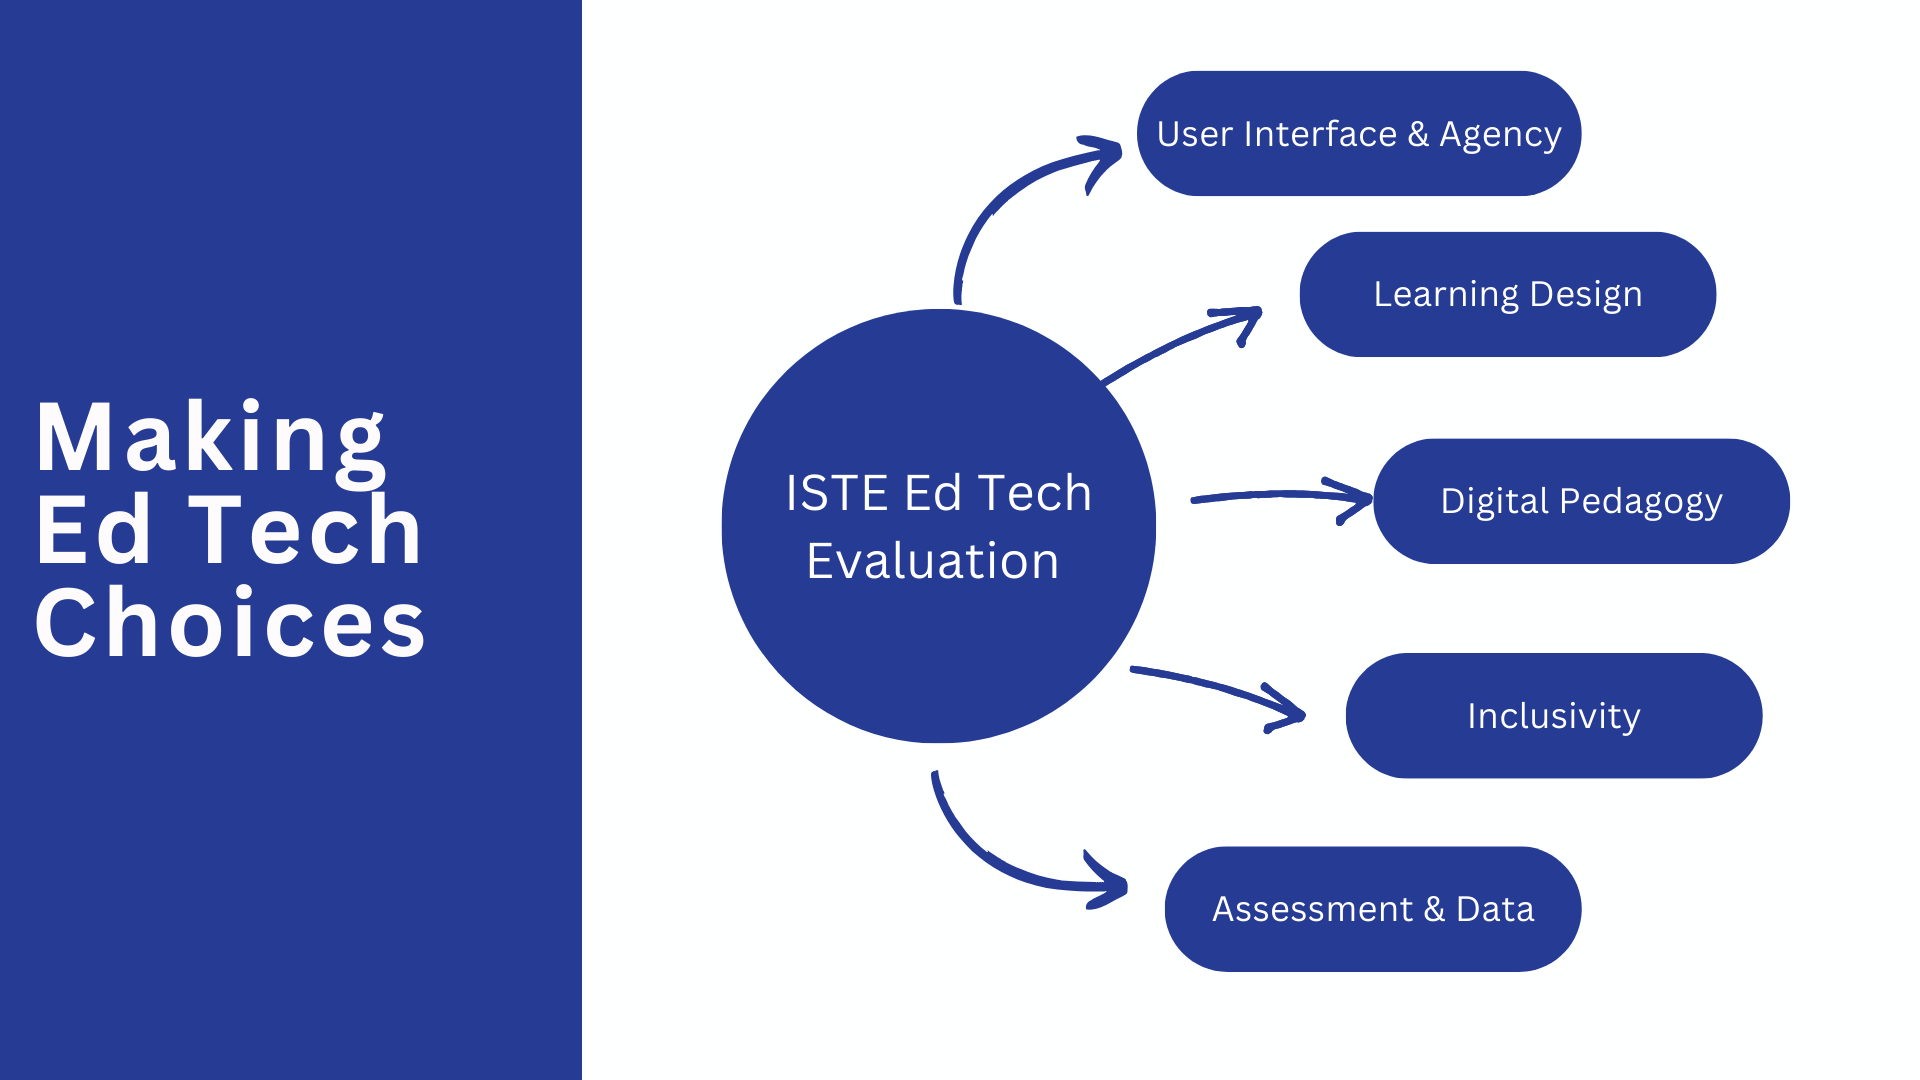 Making
Ed Tech
Choices
ISTE Ed Tech
Evaluation
User Interface & Agency
Learning Design
Digital Pedagogy
Inclusivity
Assessment & Data